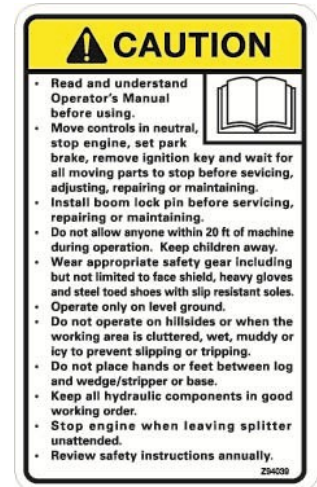 CAUTION
• Read and understand
Operator's Manual
before using.
• Move controls in neutral,
stop engine, set park
brake, remove ignition key and wait for
all moving parts to stop before sevicing,
adjusting, repairing or maintaining.
• Install boom lock pin before servicing,
repairing or maintaining.
• Do not allow anyone within 20 ft of machine
during operation. Keep children away.
• Wear appropriate safety gear including
but not limited to face shield, heavy gloves
and steel toed shoes with slip resistant soles.
• Operate only on level ground.
• Do not operate on hillsides or when the
working area is cluttered, wet, muddy or
icy to prevent slipping or tripping.
• Do not place hands or feet between log
and wedge/stripper or base.
• Keep all hydraulic components in good
working order.
• Stop engine when leaving splitter
unattended.
• Review safety instructions annually.
Z94039